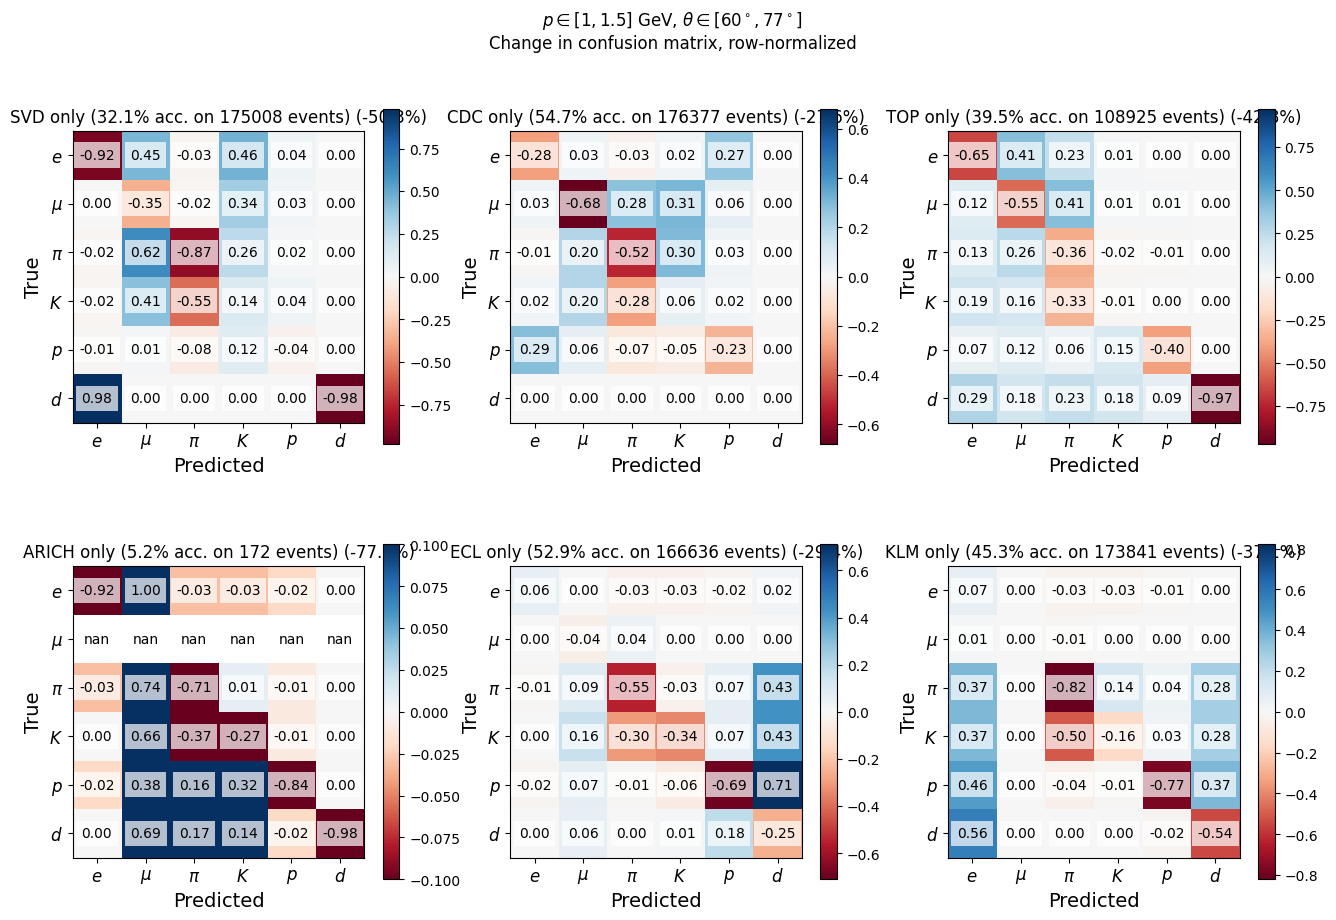 p ∈ [1, 1.5] GeV, θ ∈ [60°, 77°]
Change in confusion matrix, row-normalized
SVD only (32.1% acc. on 175008 events)
e -0.92 0.45 -0.03 0.46 0.04 0.00
μ 0.00 -0.35 -0.02 0.34 0.03 0.00
π -0.02 0.62 -0.87 0.26 0.02 0.00
K -0.02 0.41 -0.55 0.14 0.04 0.00
p -0.01 0.01 -0.08 0.12 -0.04 0.00
d 0.98 0.00 0.00 0.00 0.00 -0.98
e μ π K p d
True
Predicted
0.75
0.50
0.25
0.00
−0.25
−0.50
−0.75
CDC only (54.7% acc. on 176377 events)
e -0.28 0.03 -0.03 0.02 0.27 0.00
μ 0.03 -0.68 0.28 0.31 0.06 0.00
π -0.01 0.20 -0.52 0.30 0.03 0.00
K 0.02 0.20 -0.28 0.06 0.02 0.00
p 0.29 0.06 -0.07 -0.05 -0.23 0.00
d 0.00 0.00 0.00 0.00 0.00 0.00
e μ π K p d
True
Predicted
0.6
0.4
0.2
0.0
−0.2
−0.4
−0.6
TOP only (39.5% acc. on 108925 events)
e -0.65 0.41 0.23 0.01 0.00 0.00
μ 0.12 -0.55 0.41 0.01 0.01 0.00
π 0.13 0.26 -0.36 -0.02 -0.01 0.00
K 0.19 0.16 -0.33 -0.01 0.00 0.00
p 0.07 0.12 0.06 0.15 -0.40 0.00
d 0.29 0.18 0.23 0.18 0.09 -0.97
e μ π K p d
True
Predicted
0.75
0.50
0.25
0.00
−0.25
−0.50
−0.75
ARICH only (5.2% acc. on 172 events)
e -0.92 1.00 -0.03 -0.03 -0.02 0.00
μ nan nan nan nan nan nan
π -0.03 0.74 -0.71 0.01 -0.01 0.00
K 0.00 0.66 -0.37 -0.27 -0.01 0.00
p -0.02 0.38 0.16 0.32 -0.84 0.00
d 0.00 0.69 0.17 0.14 -0.02 -0.98
e μ π K p d
True
Predicted
0.100
0.075
0.050
0.025
0.000
−0.025
−0.050
−0.075
−0.100
ECL only (52.9% acc. on 166636 events)
e 0.06 0.00 -0.03 -0.03 -0.02 0.02
μ 0.00 -0.04 0.04 0.00 0.00 0.00
π -0.01 0.09 -0.55 -0.03 0.07 0.43
K 0.00 0.16 -0.30 -0.34 0.07 0.43
p -0.02 0.07 -0.01 -0.06 -0.69 0.71
d 0.00 0.06 0.00 0.01 0.18 -0.25
e μ π K p d
True
Predicted
0.6
0.4
0.2
0.0
−0.2
−0.4
−0.6
KLM only (45.3% acc. on 173841 events)
e 0.07 0.00 -0.03 -0.03 -0.01 0.00
μ 0.01 0.00 -0.01 0.00 0.00 0.00
π 0.37 0.00 -0.82 0.14 0.04 0.28
K 0.37 0.00 -0.50 -0.16 0.03 0.28
p 0.46 0.00 -0.04 -0.01 -0.77 0.37
d 0.56 0.00 0.00 0.00 -0.02 -0.54
e μ π K p d
True
Predicted
0.8
0.6
0.4
0.2
0.0
−0.2
−0.4
−0.6
−0.8